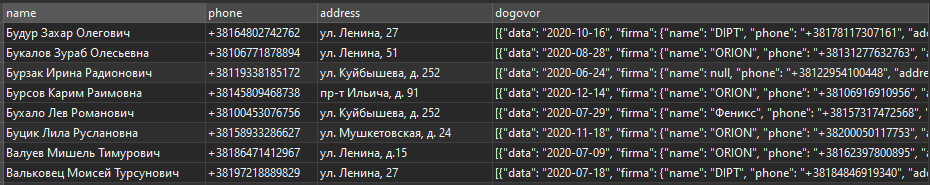 name phone address dogovor
Будур Захар Олегович +38164802742762 ул. Ленина, 27 [{"data": "2020-10-16", "firma": {"name": "DIPT", "phone": "+38178117307161", "add
Букалов Зураб Олесьевна +38106771878894 ул. Ленина, 51 [{"data": "2020-08-28", "firma": {"name": "ORION", "phone": "+38131277632763", "a
Бурзак Ирина Радионович +38119338185172 ул. Куйбышева, д. 252 [{"data": "2020-06-24", "firma": {"name": null, "phone": "+38122954100448", "addre
Бурсов Карим Раимовна +38145809468738 пр-т Ильича, д. 91 [{"data": "2020-12-14", "firma": {"name": "ORION", "phone": "+38106916910956", "a
Бухало Лев Романович +38100453076756 ул. Куйбышева, д. 252 [{"data": "2020-07-29", "firma": {"name": "Феникс", "phone": "+38157317472568", "
Буцик Лила Руслановна +38158933286627 ул. Мушкетовская, д. 24 [{"data": "2020-11-18", "firma": {"name": "ORION", "phone": "+38200050117753", "a
Валуев Мишель Тимурович +38186471412967 ул. Ленина, д.15 [{"data": "2020-07-09", "firma": {"name": "ORION", "phone": "+38162397800895", "a
Вальковец Моисей Турсунович +38197218889829 ул. Ленина, 27 [{"data": "2020-07-18", "firma": {"name": "DIPT", "phone": "+38184846919340", "add